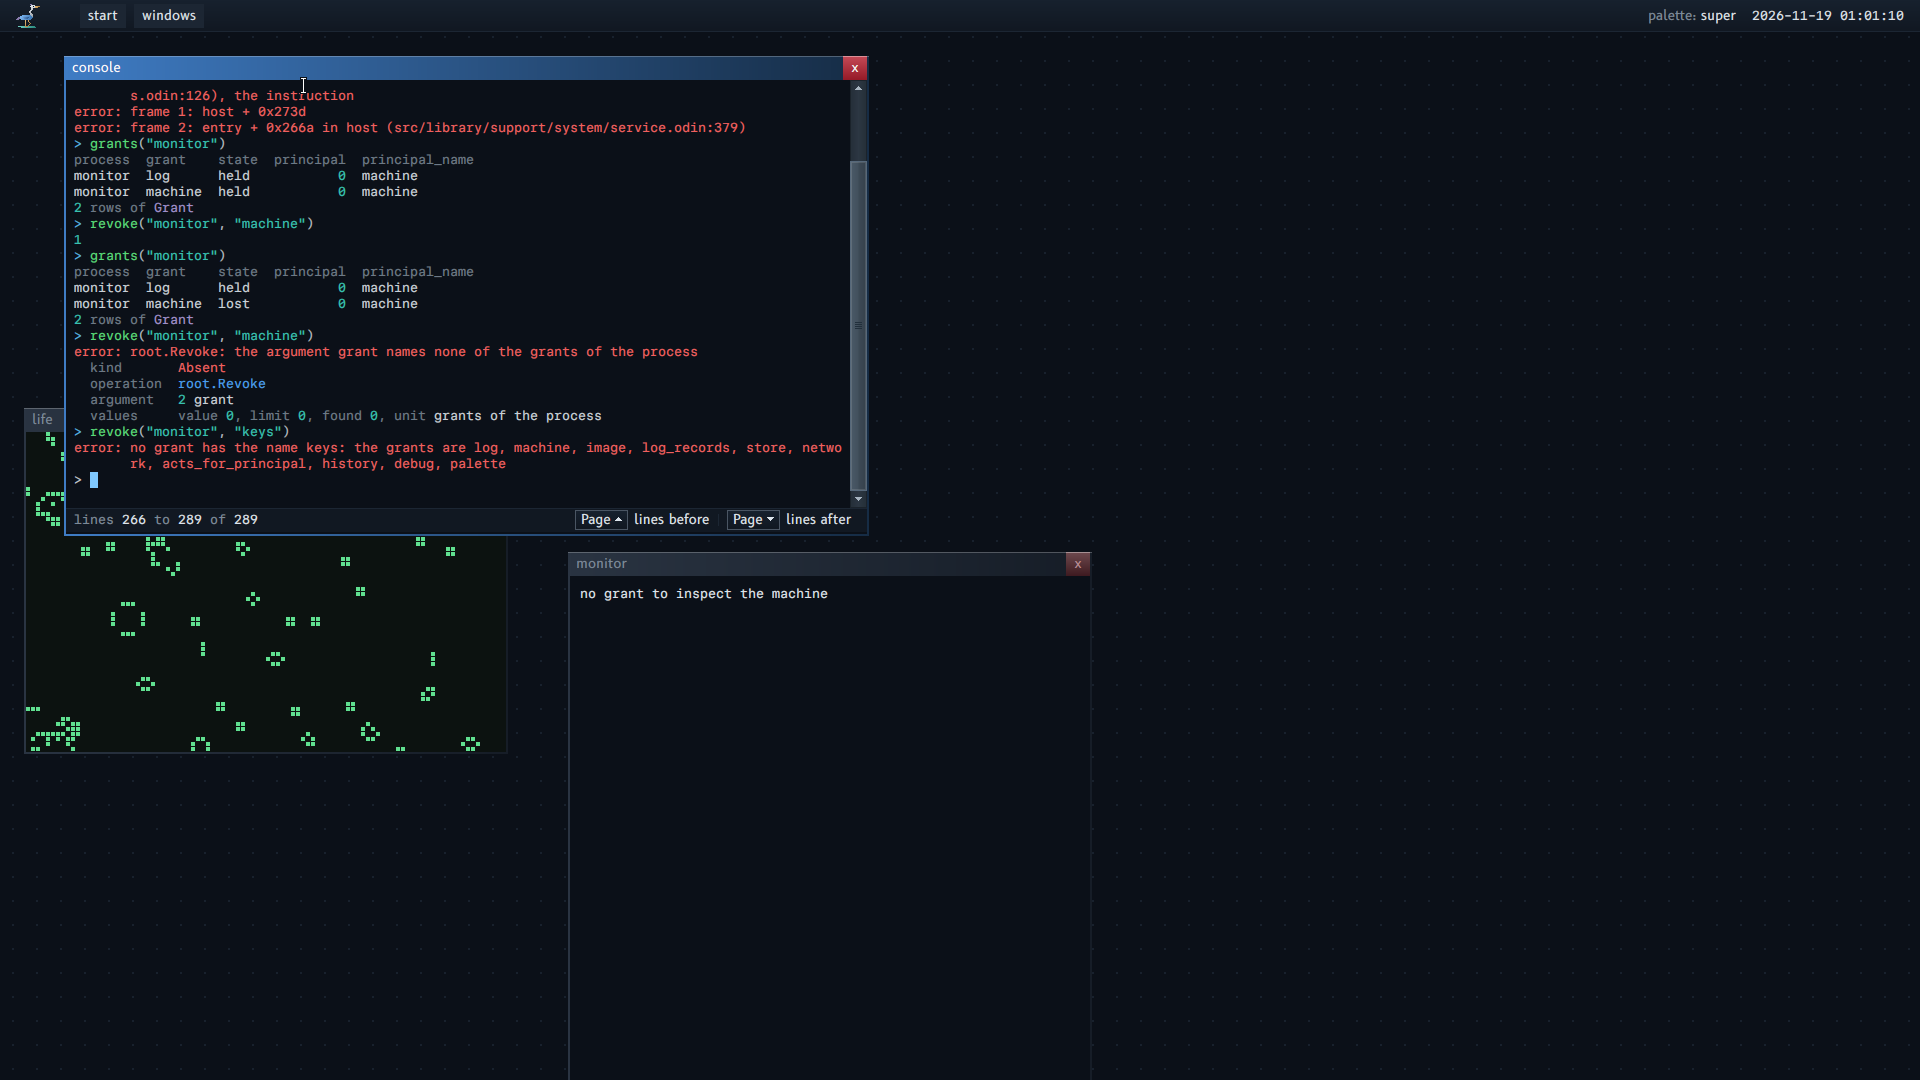 start windows palette: super 2026-11-19 01:01:10
console x
s.odin:126), the instruction
error: frame 1: host + 0x273d
error: frame 2: entry + 0x266a in host (src/library/support/system/service.odin:379)
> grants("monitor")
process grant state principal principal_name
monitor log held 0 machine
monitor machine held 0 machine
2 rows of Grant
> revoke("monitor", "machine")
1
> grants("monitor")
process grant state principal principal_name
monitor log held 0 machine
monitor machine lost 0 machine
2 rows of Grant
> revoke("monitor", "machine")
error: root.Revoke: the argument grant names none of the grants of the process
kind Absent
operation root.Revoke
argument 2 grant
values value 0, limit 0, found 0, unit grants of the process
> revoke("monitor", "keys")
error: no grant has the name keys: the grants are log, machine, image, log_records, store, netwo
rk, acts_for_principal, history, debug, palette
>
lines 266 to 289 of 289 Page lines before Page lines after
life
monitor x
no grant to inspect the machine